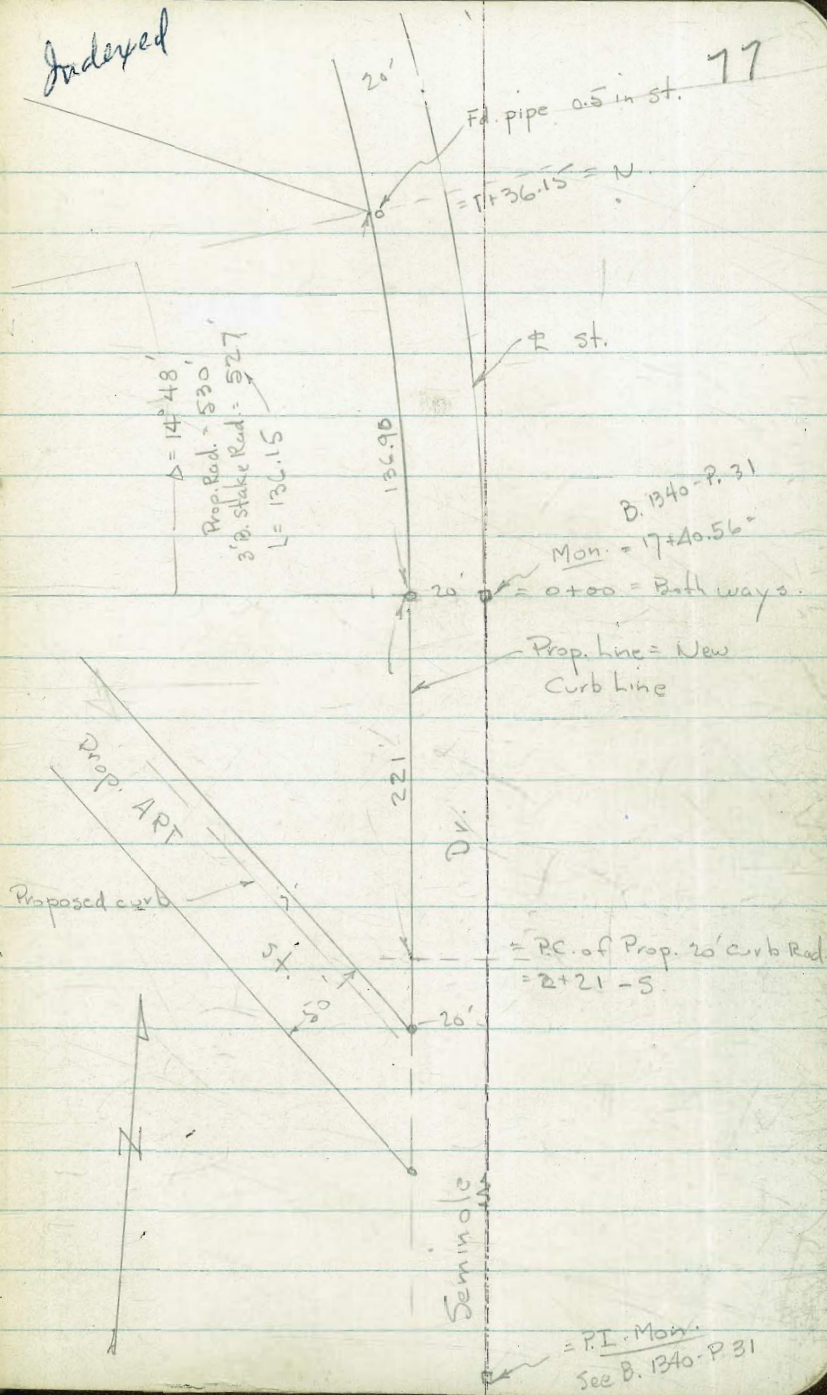 Indexed
77
20'
Fd. pipe 0.5 in st.
= 1+36.15 = N.
℄ st.
Δ = 14° 48'
Prop. Rad. = 530'
3' B. stake Rad. = 527'
L = 136.15
136.90
B. 1340 - P. 31
Mon. = 17+40.56 =
20'
= 0+00 = Both ways.
Prop. Line = New
Curb Line
221'
Dr.
Prop. ART
Proposed curb
7'
50'
= P.C. of Prop. 20' curb Rad
= 2+21 - S
20'
N
Seminole
= P.I. Mon.
See B. 1340 - P 31